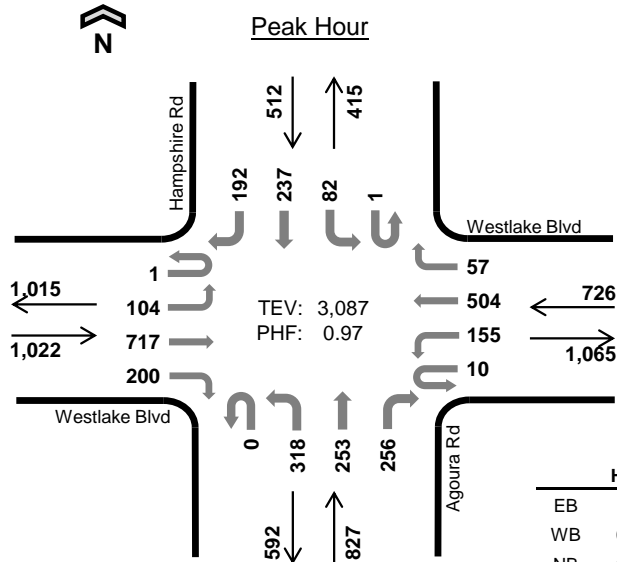 N
Peak Hour
512
415
Hampshire Rd
192
237
82
1
Westlake Blvd
1
57
1,015
104
TEV: 3,087
504
726
1,022
717
PHF: 0.97
155
1,065
200
10
Westlake Blvd
0
318
253
256
Agoura Rd
592
827
EB
WB